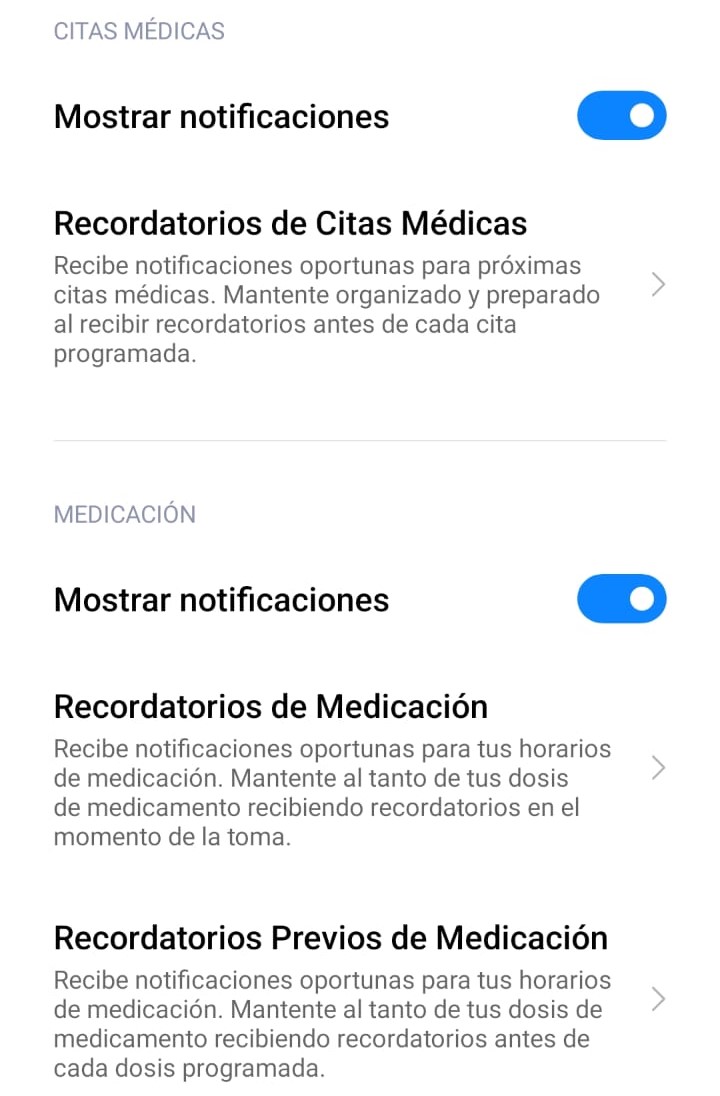 CITAS MÉDICAS
Mostrar notificaciones
Recordatorios de Citas Médicas
Recibe notificaciones oportunas para próximas
citas médicas. Mantente organizado y preparado
al recibir recordatorios antes de cada cita
programada.
MEDICACIÓN
Mostrar notificaciones
Recordatorios de Medicación
Recibe notificaciones oportunas para tus horarios
de medicación. Mantente al tanto de tus dosis
de medicamento recibiendo recordatorios en el
momento de la toma.
Recordatorios Previos de Medicación
Recibe notificaciones oportunas para tus horarios
de medicación. Mantente al tanto de tus dosis de
medicamento recibiendo recordatorios antes de
cada dosis programada.